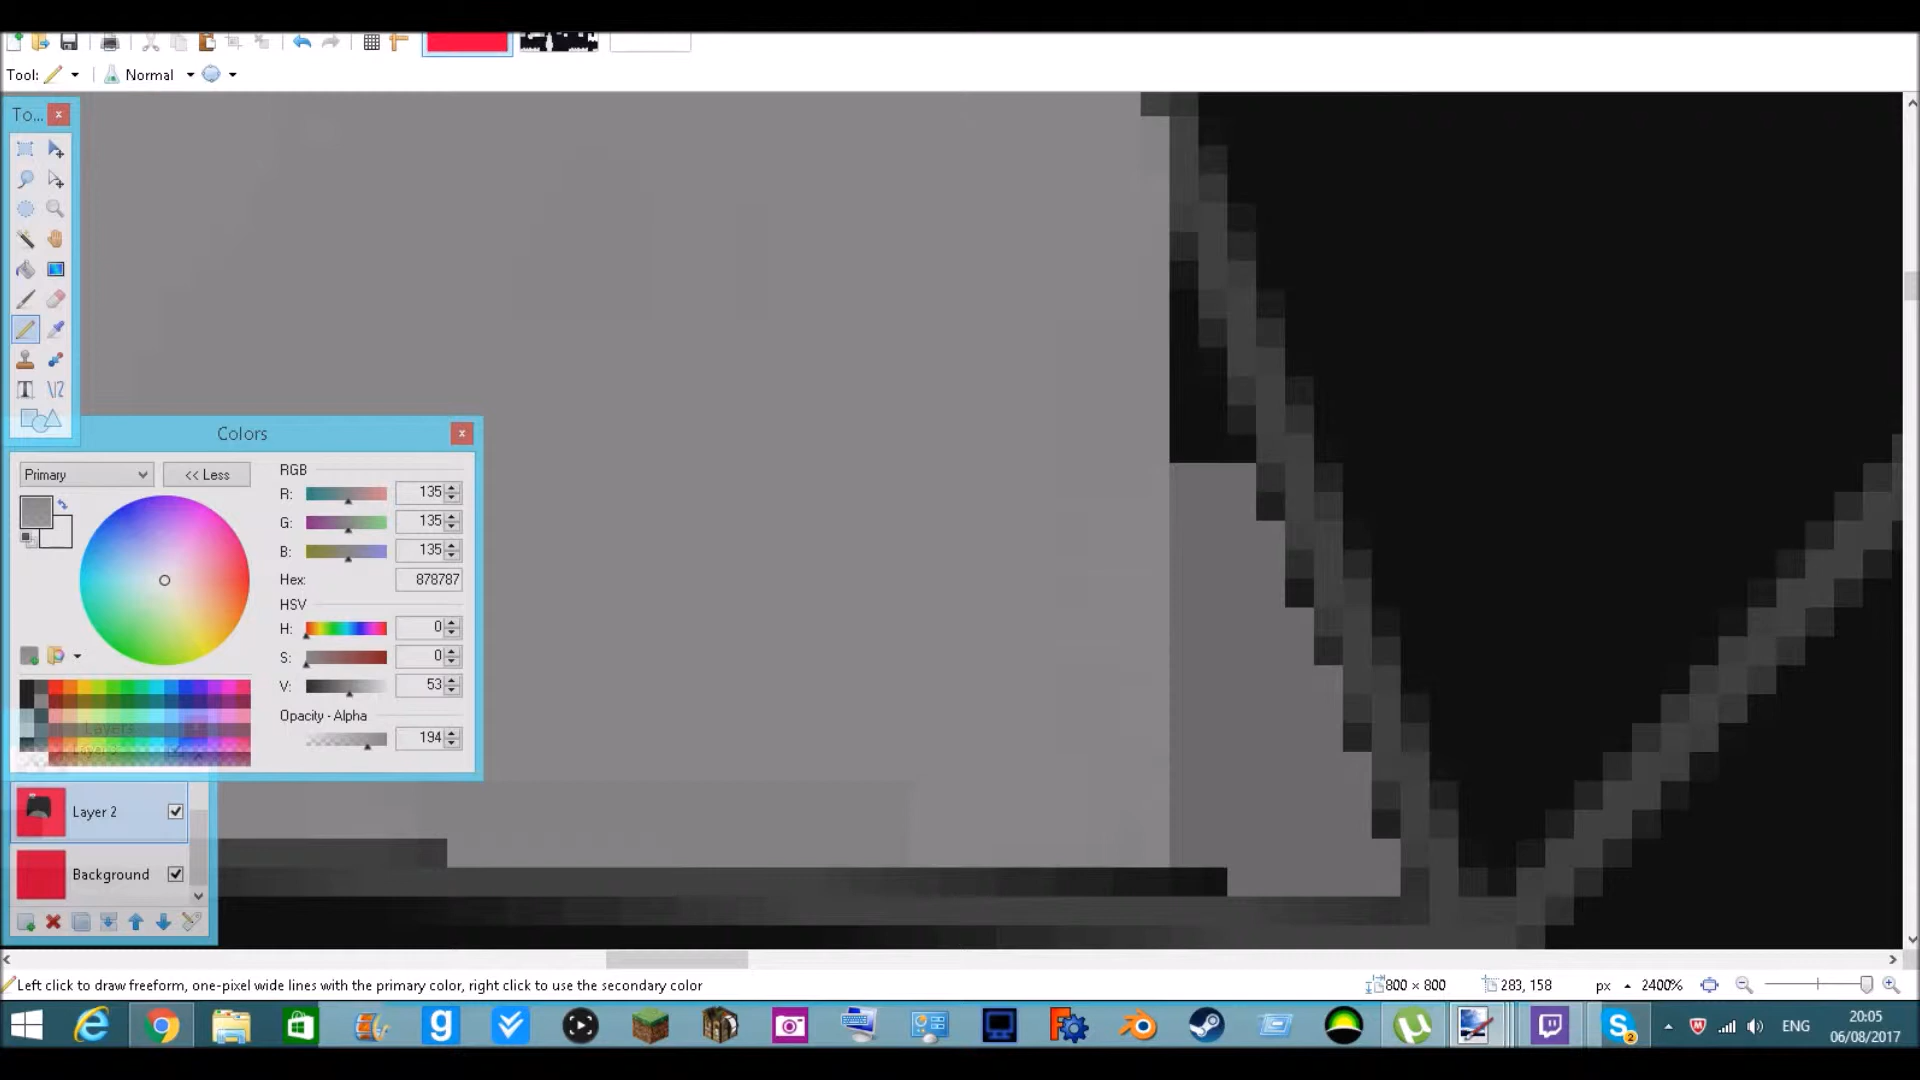 Tool:
Normal
To...
Colors
Primary
<< Less
RGB
R: 135
G: 135
B: 135
Hex: 878787
HSV
H: 0
S: 0
V: 53
Opacity - Alpha
194
Layers
Layer 2
Background
Left click to draw freeform, one-pixel wide lines with the primary color, right click to use the secondary color
800 × 800
283, 158
px
2400%
2
ENG
20:05
06/08/2017